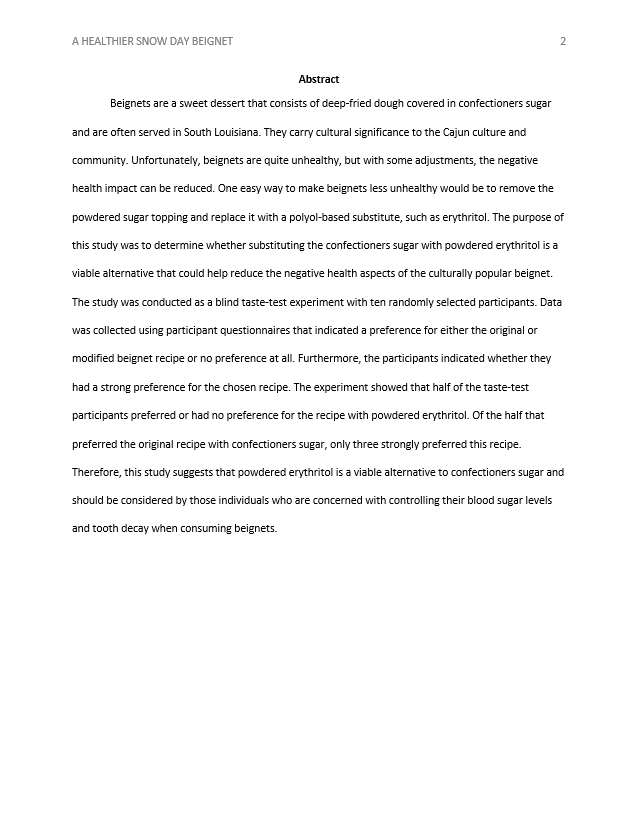 A HEALTHIER SNOW DAY BEIGNET 2
Abstract
Beignets are a sweet dessert that consists of deep-fried dough covered in confectioners sugar
and are often served in South Louisiana. They carry cultural significance to the Cajun culture and
community. Unfortunately, beignets are quite unhealthy, but with some adjustments, the negative
health impact can be reduced. One easy way to make beignets less unhealthy would be to remove the
powdered sugar topping and replace it with a polyol-based substitute, such as erythritol. The purpose of
this study was to determine whether substituting the confectioners sugar with powdered erythritol is a
viable alternative that could help reduce the negative health aspects of the culturally popular beignet.
The study was conducted as a blind taste-test experiment with ten randomly selected participants. Data
was collected using participant questionnaires that indicated a preference for either the original or
modified beignet recipe or no preference at all. Furthermore, the participants indicated whether they
had a strong preference for the chosen recipe. The experiment showed that half of the taste-test
participants preferred or had no preference for the recipe with powdered erythritol. Of the half that
preferred the original recipe with confectioners sugar, only three strongly preferred this recipe.
Therefore, this study suggests that powdered erythritol is a viable alternative to confectioners sugar and
should be considered by those individuals who are concerned with controlling their blood sugar levels
and tooth decay when consuming beignets.